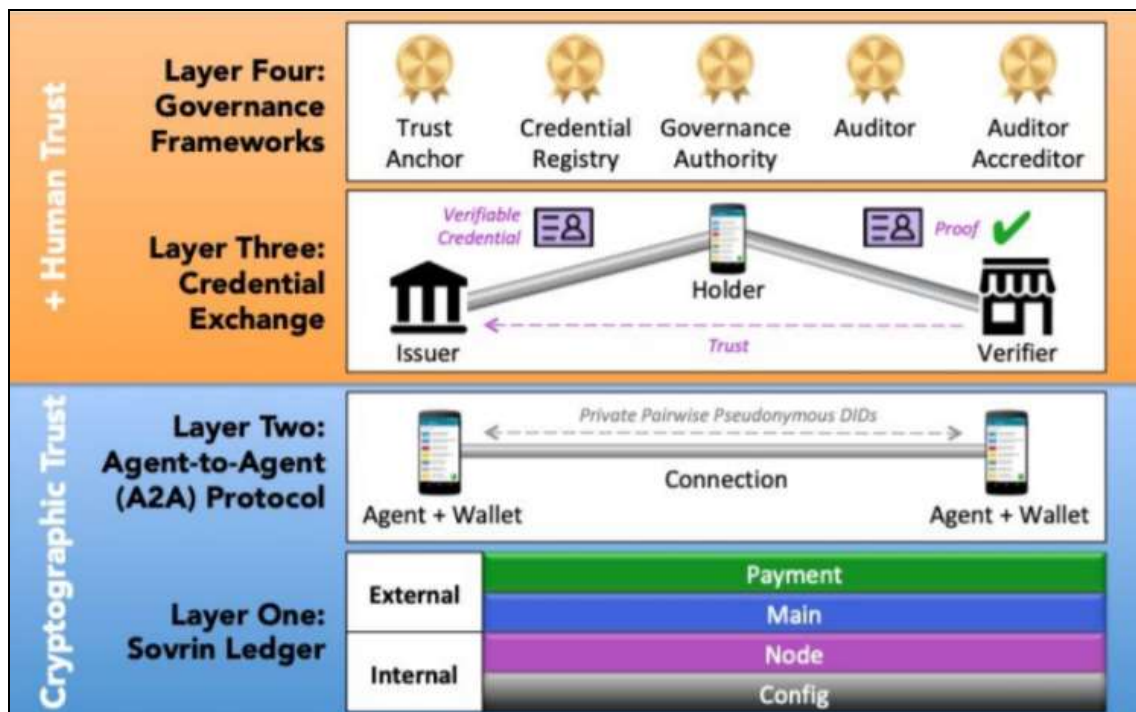 + Human Trust
Layer Four:
Governance
Frameworks
Trust
Anchor
Credential
Registry
Governance
Authority
Auditor
Auditor
Accreditor
Layer Three:
Credential
Exchange
Verifiable
Credential
Proof
Holder
Issuer
Trust
Verifier
Cryptographic Trust
Layer Two:
Agent-to-Agent
(A2A) Protocol
Private Pairwise Pseudonymous DIDs
Connection
Agent + Wallet
Agent + Wallet
Layer One:
Sovrin Ledger
External
Internal
Payment
Main
Node
Config